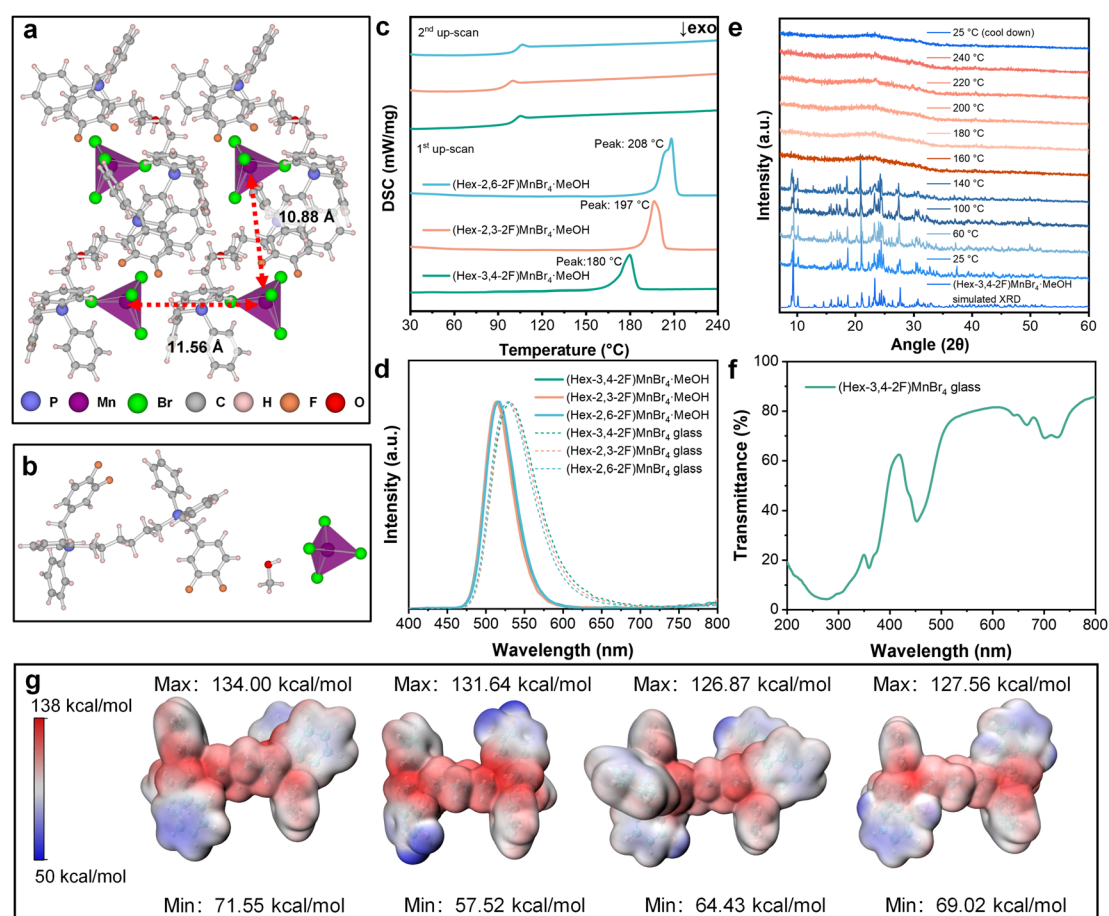 a
10.88 Å
11.56 Å
P Mn Br C H F O
b
c
2nd up-scan
↓exo
1st up-scan
Peak: 208 °C
(Hex-2,6-2F)MnBr4·MeOH
Peak: 197 °C
(Hex-2,3-2F)MnBr4·MeOH
Peak:180 °C
(Hex-3,4-2F)MnBr4·MeOH
DSC (mW/mg)
30 60 90 120 150 180 210 240
Temperature (°C)
d
(Hex-3,4-2F)MnBr4·MeOH
(Hex-2,3-2F)MnBr4·MeOH
(Hex-2,6-2F)MnBr4·MeOH
(Hex-3,4-2F)MnBr4 glass
(Hex-2,3-2F)MnBr4 glass
(Hex-2,6-2F)MnBr4 glass
Intensity (a.u.)
400 450 500 550 600 650 700 750 800
Wavelength (nm)
e
25 °C (cool down)
240 °C
220 °C
200 °C
180 °C
160 °C
140 °C
100 °C
60 °C
25 °C
(Hex-3,4-2F)MnBr4·MeOH
simulated XRD
Intensity (a.u.)
10 20 30 40 50 60
Angle (2θ)
f
(Hex-3,4-2F)MnBr4 glass
Transmittance (%)
100
80
60
40
20
0
200 300 400 500 600 700 800
Wavelength (nm)
g
138 kcal/mol
50 kcal/mol
Max: 134.00 kcal/mol
Max: 131.64 kcal/mol
Max: 126.87 kcal/mol
Max: 127.56 kcal/mol
Min: 71.55 kcal/mol
Min: 57.52 kcal/mol
Min: 64.43 kcal/mol
Min: 69.02 kcal/mol